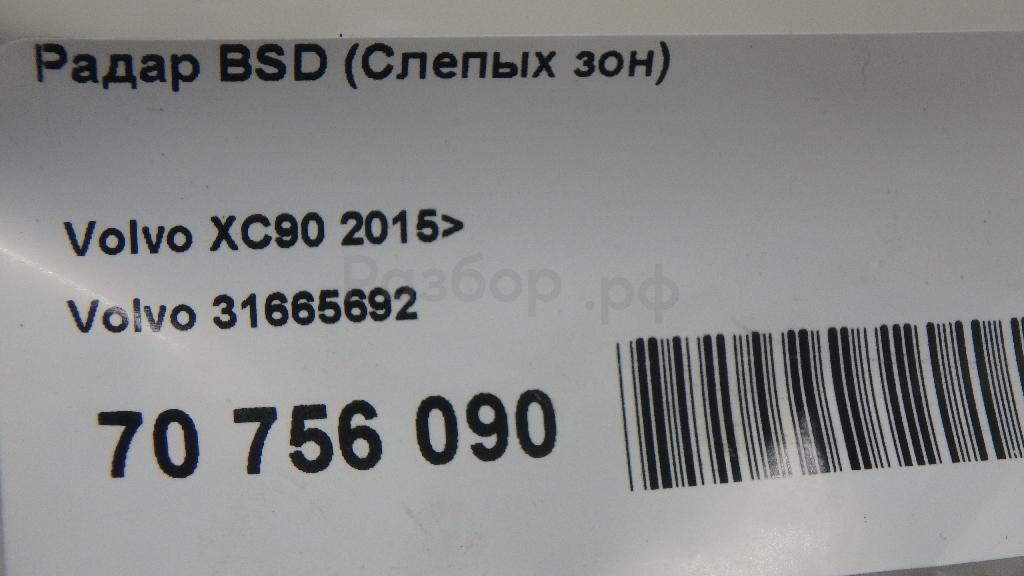 Радар BSD (Слепых зон)
Volvo XC90 2015>
Разбор.рф
Volvo 31665692
70 756 090